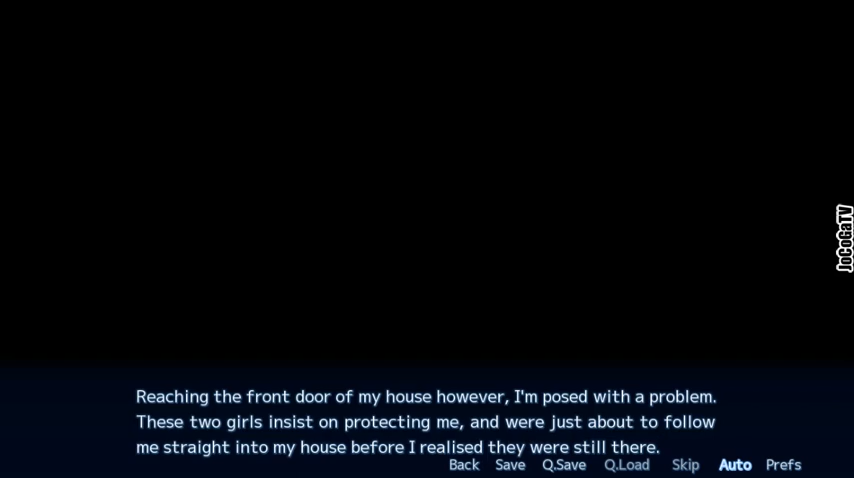 JoCoGaTV
Reaching the front door of my house however, I'm posed with a problem.
These two girls insist on protecting me, and were just about to follow
me straight into my house before I realised they were still there.
Back Save Q.Save Q.Load Skip Auto Prefs